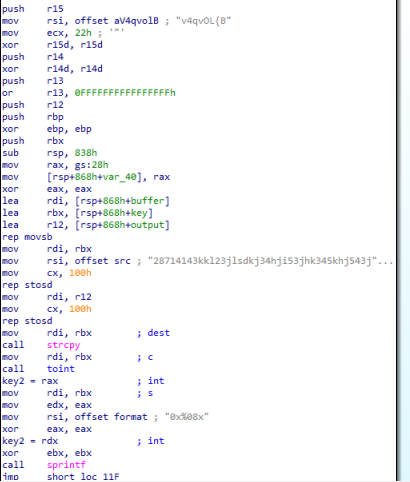 push r15
mov rsi, offset aV4qvolB ; "v4qvOL{B"
mov ecx, 22h ; '"'
xor r15d, r15d
push r14
xor r14d, r14d
push r13
or r13, 0FFFFFFFFFFFFFFFFh
push r12
push rbp
xor ebp, ebp
push rbx
sub rsp, 838h
mov rax, gs:28h
mov [rsp+868h+var_40], rax
xor eax, eax
lea rdi, [rsp+868h+buffer]
lea rbx, [rsp+868h+key]
lea r12, [rsp+868h+output]
rep movsb
mov rdi, rbx
mov rsi, offset src ; "28714143kkl23jlsdkj34hji53jhk345khj543j"...
mov cx, 100h
rep stosd
mov rdi, r12
mov cx, 100h
rep stosd
mov rdi, rbx ; dest
call strcpy
mov rdi, rbx ; c
call toint
key2 = rax ; int
mov rdi, rbx ; s
mov edx, eax
mov rsi, offset format ; "0x%08x"
xor eax, eax
key2 = rdx ; int
xor ebx, ebx
call sprintf
jmp short loc_11F